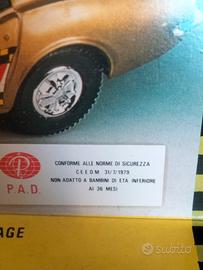 CONFORME ALLE NORME DI SICUREZZA
C.E.E. D.M. 31/7/1979
NON ADATTO A BAMBINI DI ETÀ INFERIORE
AI 36 MESI
P.A.D.
AGE
subito